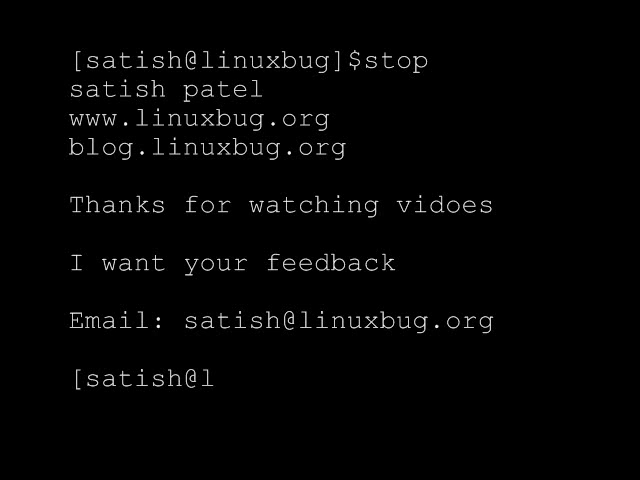 [satish@linuxbug]$stop
satish patel
www.linuxbug.org
blog.linuxbug.org
Thanks for watching vidoes
I want your feedback
Email: satish@linuxbug.org
[satish@l